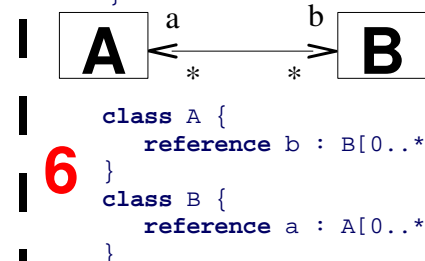 }
a b
A B
* *
class A {
reference b : B[0..*
6
}
class B {
reference a : A[0..*
}